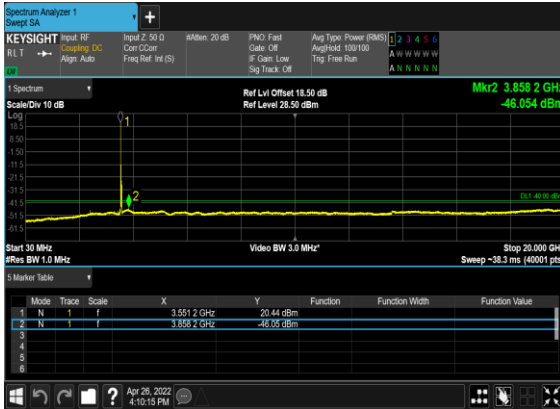 Spectrum Analyzer 1
Swept SA
KEYSIGHT Input: RF Input Z: 50 Ω #Atten: 20 dB PNO: Fast Avg Type: Power (RMS) 1 2 3 4 5 6
RLT Coupling: DC Corr CCorr Gate: Off Avg|Hold: 100/100 A W W W W W
Align: Auto Freq Ref: Int (S) IF Gain: Low Trig: Free Run
Sig Track: Off A N N N N N
1 Spectrum Ref Lvl Offset 18.50 dB Mkr2 3.858 2 GHz
Scale/Div 10 dB Ref Level 28.50 dBm -46.054 dBm
Log
18.5
8.50
-1.50
-11.5
-21.5
-31.5
-41.5
-51.5
-61.5
1
2
DL1 -40.00 dBm
Start 30 MHz Video BW 3.0 MHz* Stop 20.000 GHz
#Res BW 1.0 MHz Sweep ~38.3 ms (40001 pts)
5 Marker Table
Mode Trace Scale X Y Function Function Width Function Value
1 N 1 f 3.551 2 GHz 20.44 dBm
2 N 1 f 3.858 2 GHz -46.05 dBm
3
4
5
6
Apr 26, 2022
4:10:15 PM